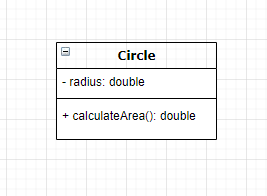 Circle
- radius: double
+ calculateArea(): double